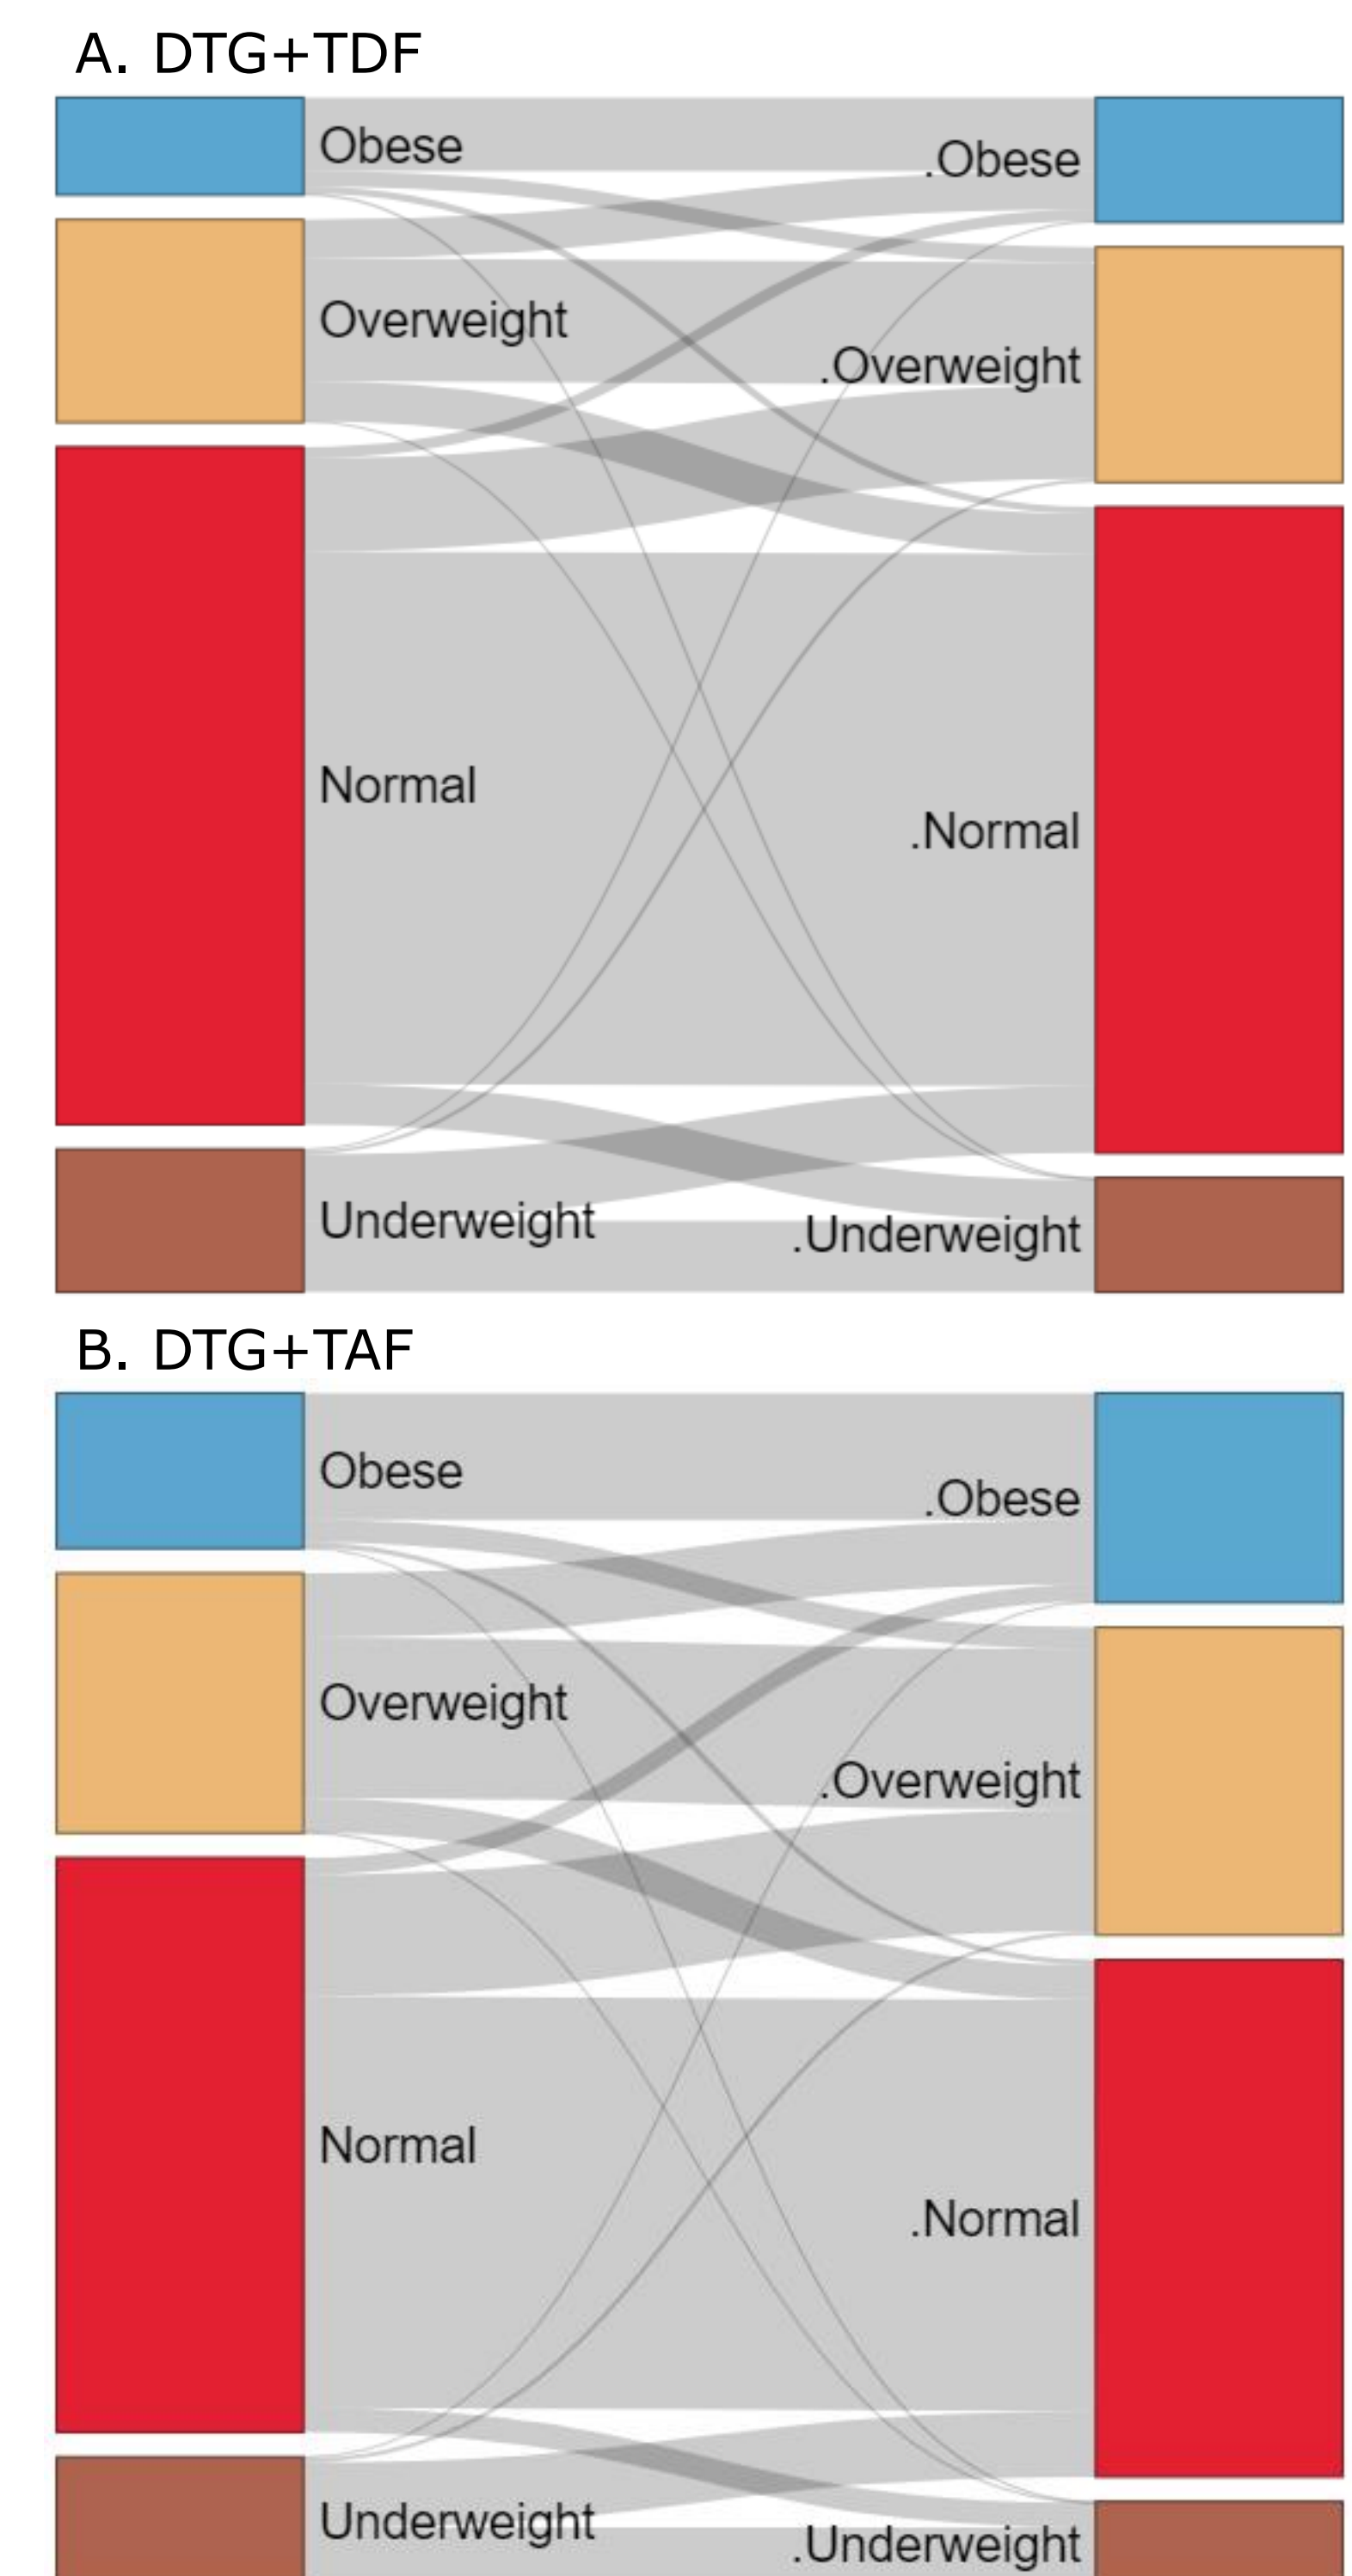 A. DTG+TDF
Obese
.Obese
Overweight
.Overweight
Normal
.Normal
Underweight
.Underweight
B. DTG+TAF
Obese
.Obese
Overweight
.Overweight
Normal
.Normal
Underweight
.Underweight